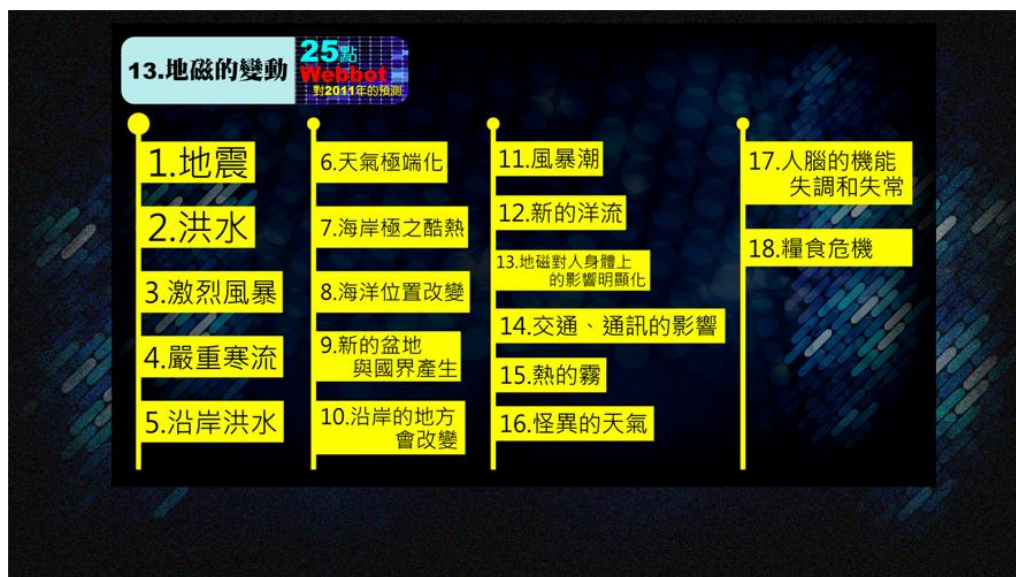 13.地磁的變動
25點
Webbot
對2011年的預測
1.地震
2.洪水
3.激烈風暴
4.嚴重寒流
5.沿岸洪水
6.天氣極端化
7.海岸極之酷熱
8.海洋位置改變
9.新的盆地
與國界產生
10.沿岸的地方
會改變
11.風暴潮
12.新的洋流
13.地磁對人身體上
的影響明顯化
14.交通、通訊的影響
15.熱的霧
16.怪異的天氣
17.人腦的機能
失調和失常
18.糧食危機